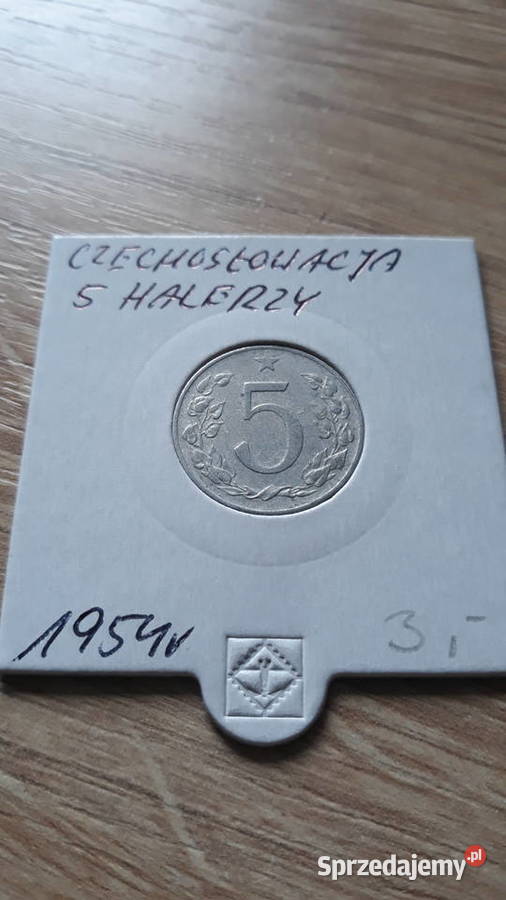 CZECHOSŁOWACJA
5 HALERZY
5
1954r
3,-
Sprzedajemy.pl